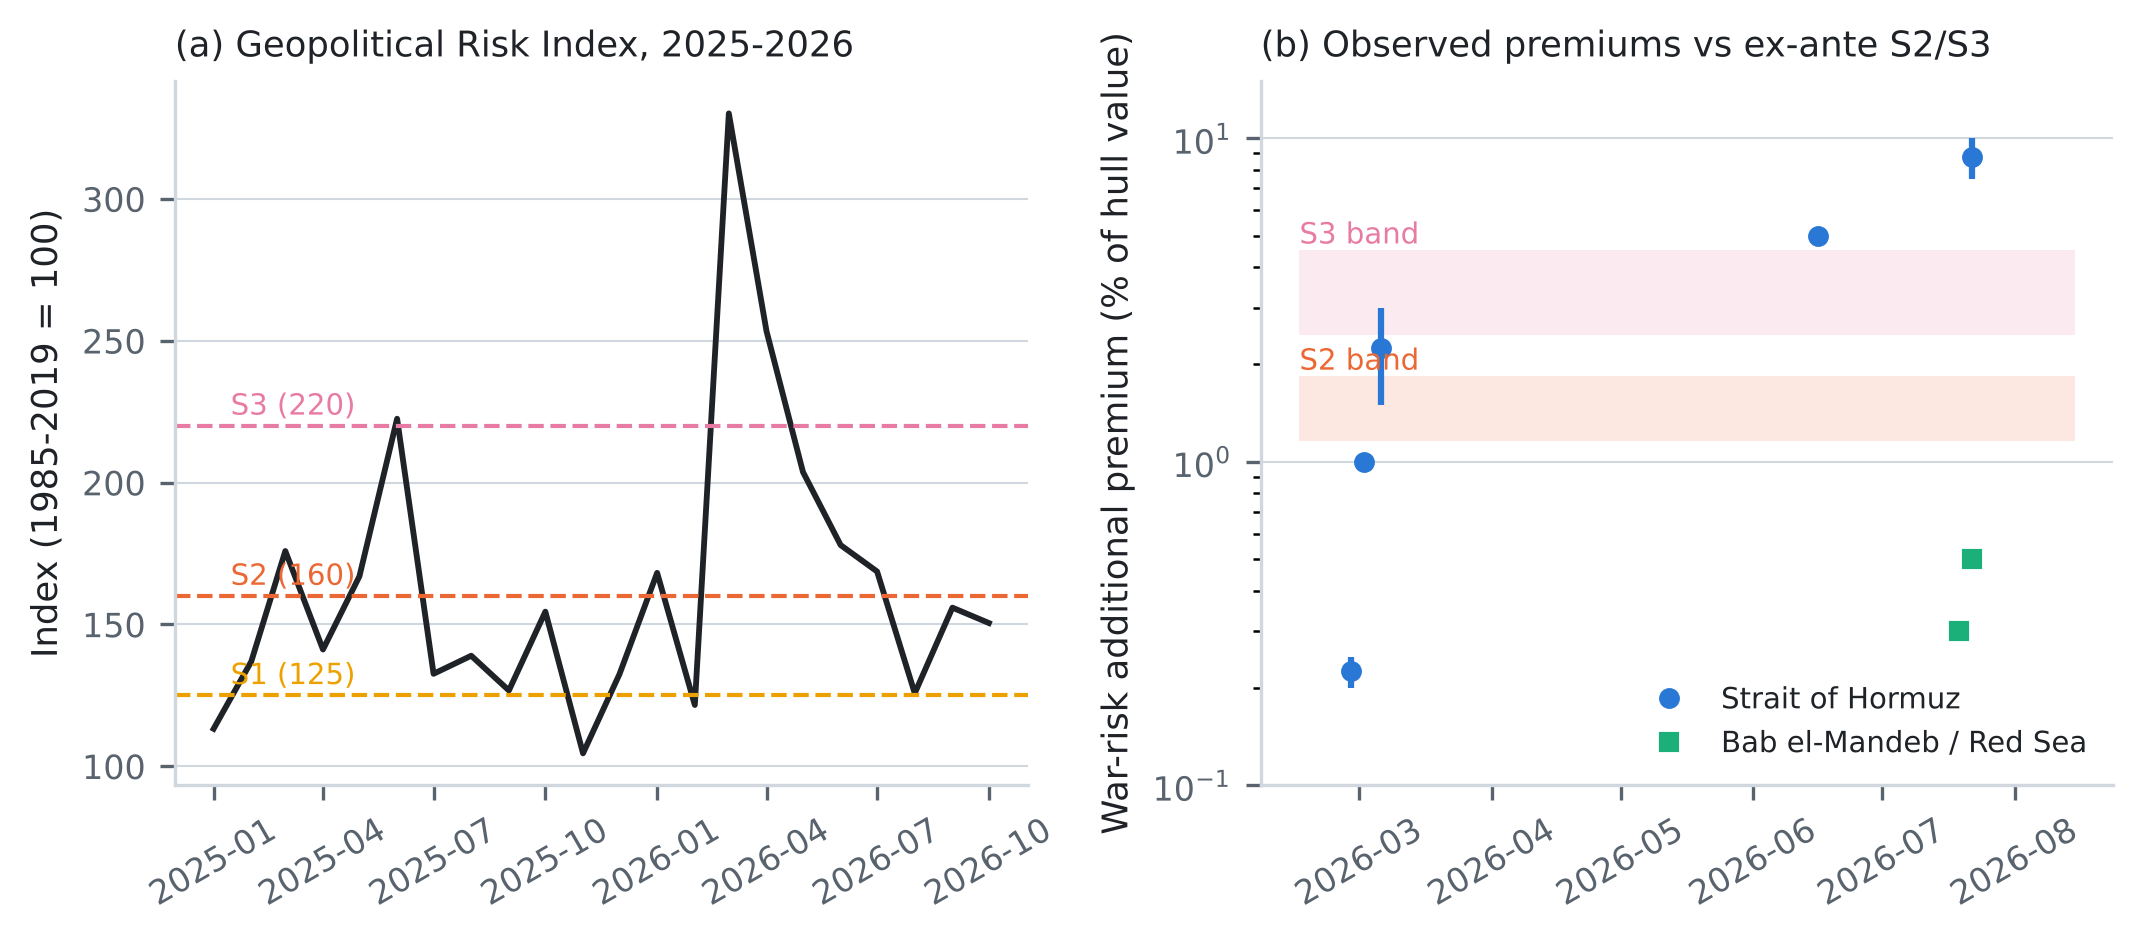 (a) Geopolitical Risk Index, 2025-2026
Index (1985-2019 = 100)
300
250
200
150
100
S3 (220)
S2 (160)
S1 (125)
2025-01
2025-04
2025-07
2025-10
2026-01
2026-04
2026-07
2026-10
(b) Observed premiums vs ex-ante S2/S3
War-risk additional premium (% of hull value)
10¹
10⁰
10⁻¹
S3 band
S2 band
Strait of Hormuz
Bab el-Mandeb / Red Sea
2026-03
2026-04
2026-05
2026-06
2026-07
2026-08